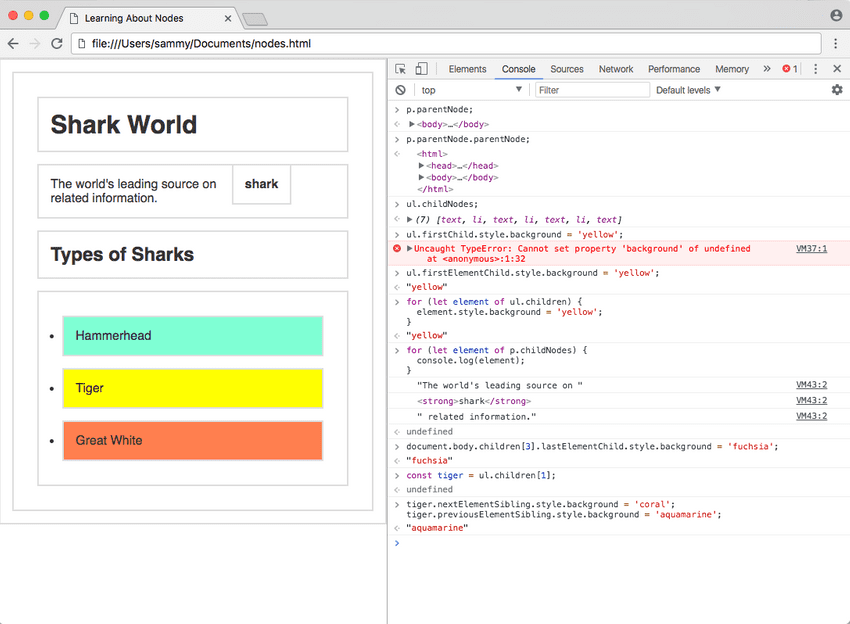 Learning About Nodes
file:///Users/sammy/Documents/nodes.html
Shark World
The world's leading source on shark
related information.
Types of Sharks
Hammerhead
Tiger
Great White
Elements Console Sources Network Performance Memory » 1
top Filter Default levels
p.parentNode;
<body>…</body>
p.parentNode.parentNode;
<html>
<head>…</head>
<body>…</body>
</html>
ul.childNodes;
(7) [text, li, text, li, text, li, text]
ul.firstChild.style.background = 'yellow';
Uncaught TypeError: Cannot set property 'background' of undefined VM37:1
at <anonymous>:1:32
ul.firstElementChild.style.background = 'yellow';
"yellow"
for (let element of ul.children) {
element.style.background = 'yellow';
}
"yellow"
for (let element of p.childNodes) {
console.log(element);
}
"The world's leading source on " VM43:2
<strong>shark</strong> VM43:2
" related information." VM43:2
undefined
document.body.children[3].lastElementChild.style.background = 'fuchsia';
"fuchsia"
const tiger = ul.children[1];
undefined
tiger.nextElementSibling.style.background = 'coral';
tiger.previousElementSibling.style.background = 'aquamarine';
"aquamarine"